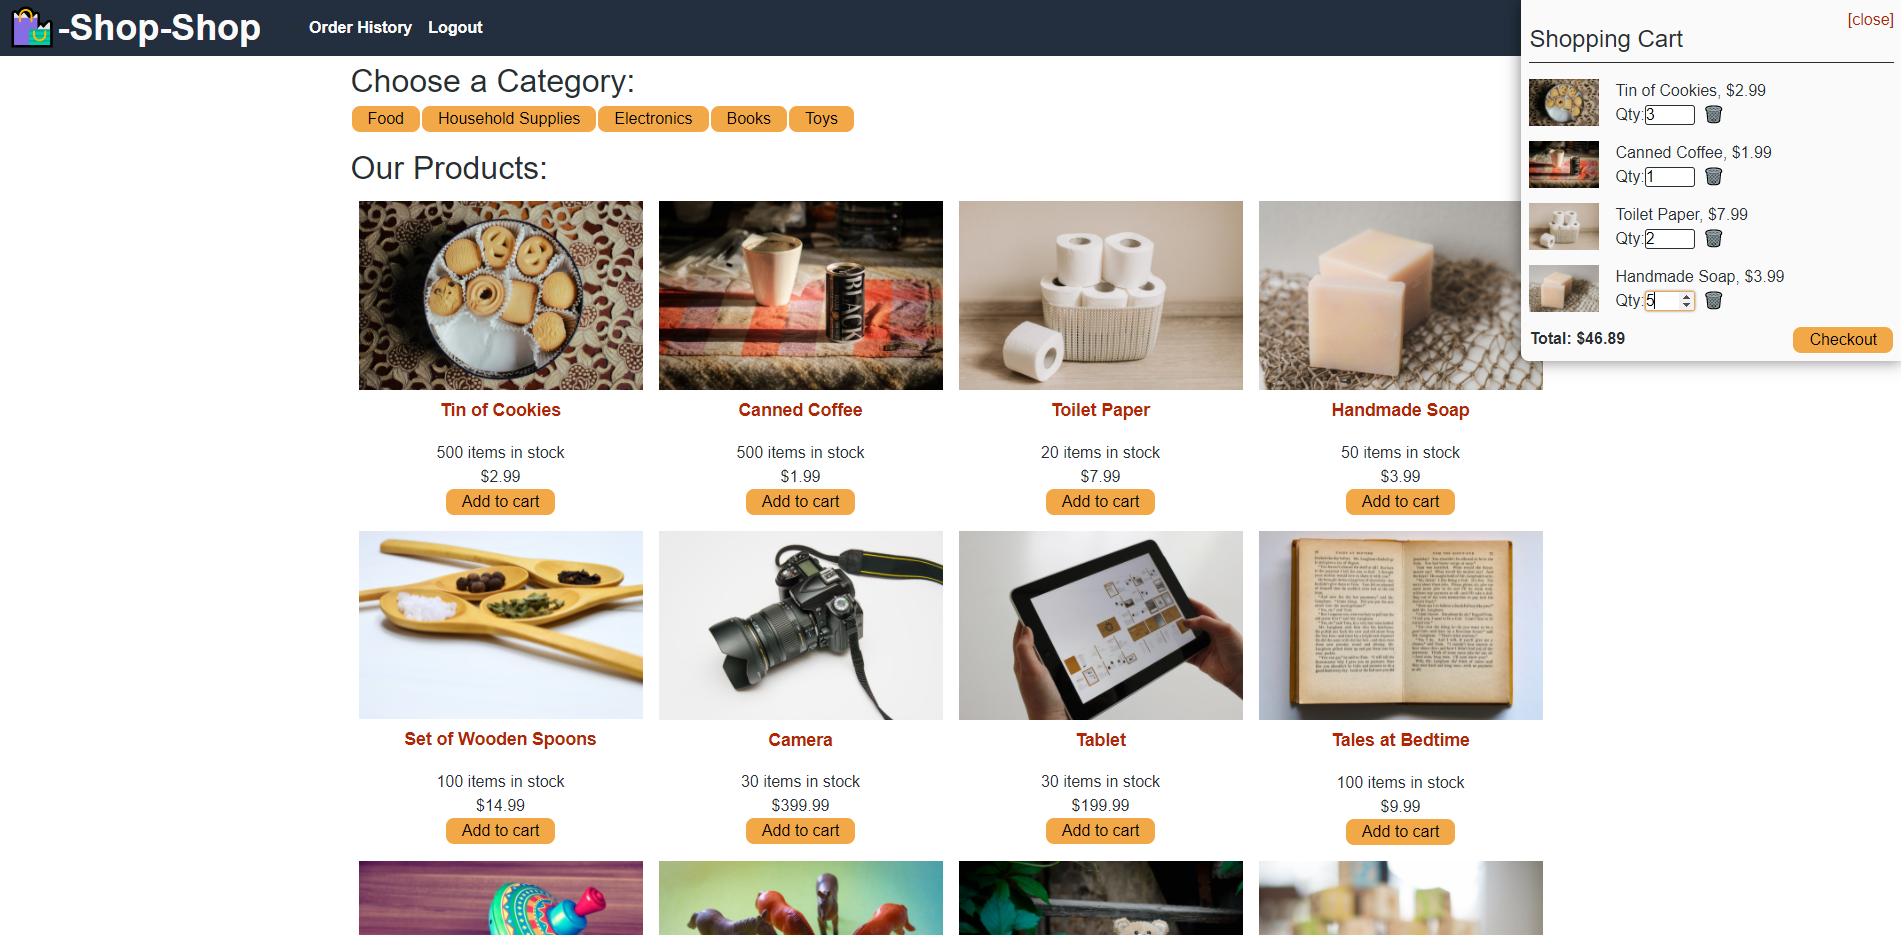 -Shop-Shop
Order History Logout
[close]
Shopping Cart
Tin of Cookies, $2.99
Qty:3
Canned Coffee, $1.99
Qty:1
Toilet Paper, $7.99
Qty:2
Handmade Soap, $3.99
Qty:5
Total: $46.89
Checkout
Choose a Category:
Food Household Supplies Electronics Books Toys
Our Products:
BLACK
Tin of Cookies
500 items in stock
$2.99
Add to cart
Canned Coffee
500 items in stock
$1.99
Add to cart
Toilet Paper
20 items in stock
$7.99
Add to cart
Handmade Soap
50 items in stock
$3.99
Add to cart
Set of Wooden Spoons
100 items in stock
$14.99
Add to cart
Camera
30 items in stock
$399.99
Add to cart
Tablet
30 items in stock
$199.99
Add to cart
Tales at Bedtime
100 items in stock
$9.99
Add to cart